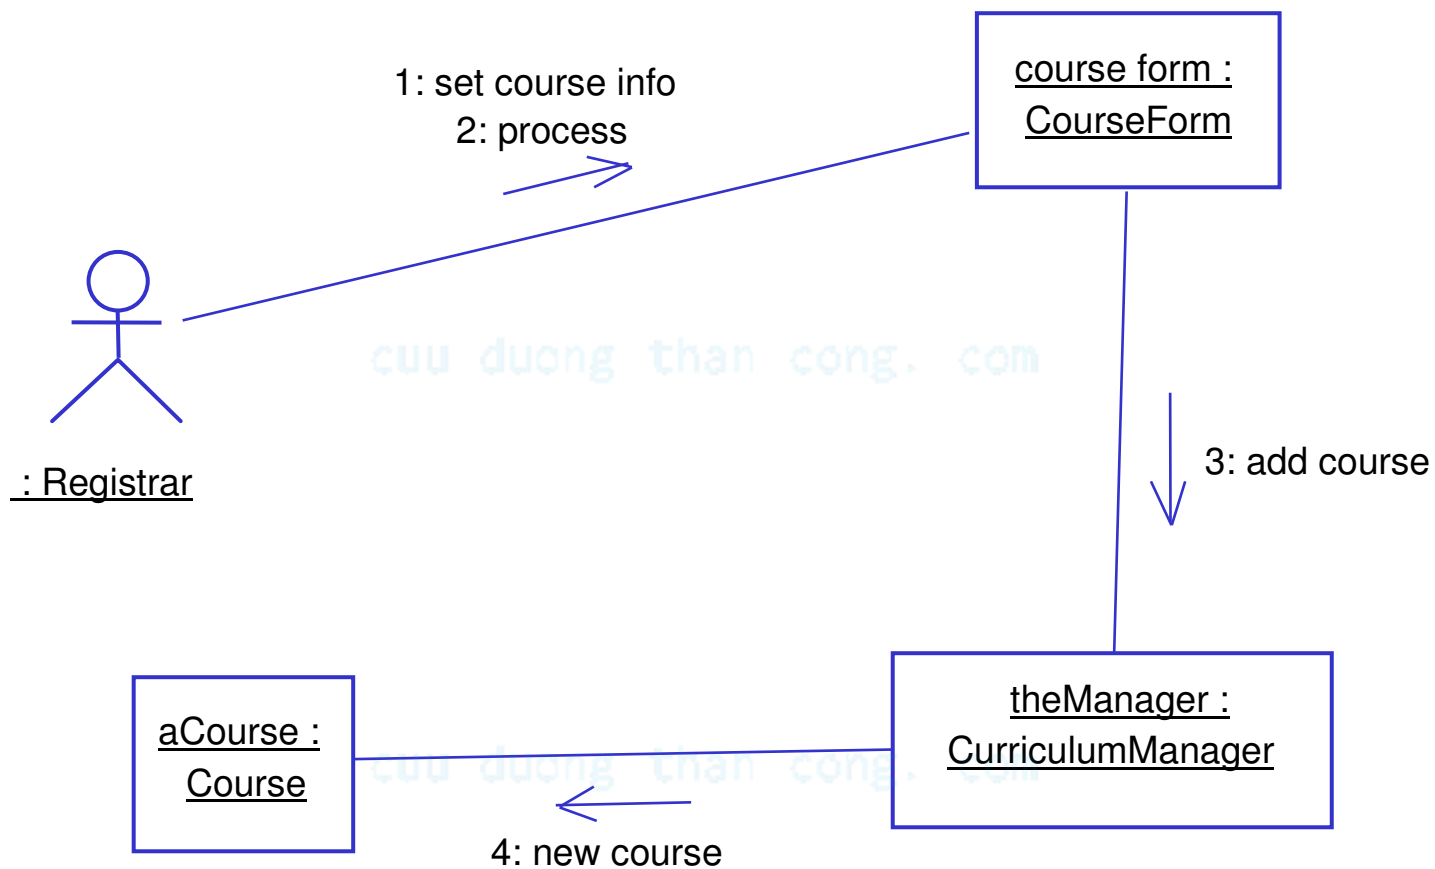 1: set course info
2: process
course form :
CourseForm
cuu duong than cong. com
: Registrar
3: add course
theManager :
CurriculumManager
aCourse :
Course
cuu duong than cong. com
4: new course